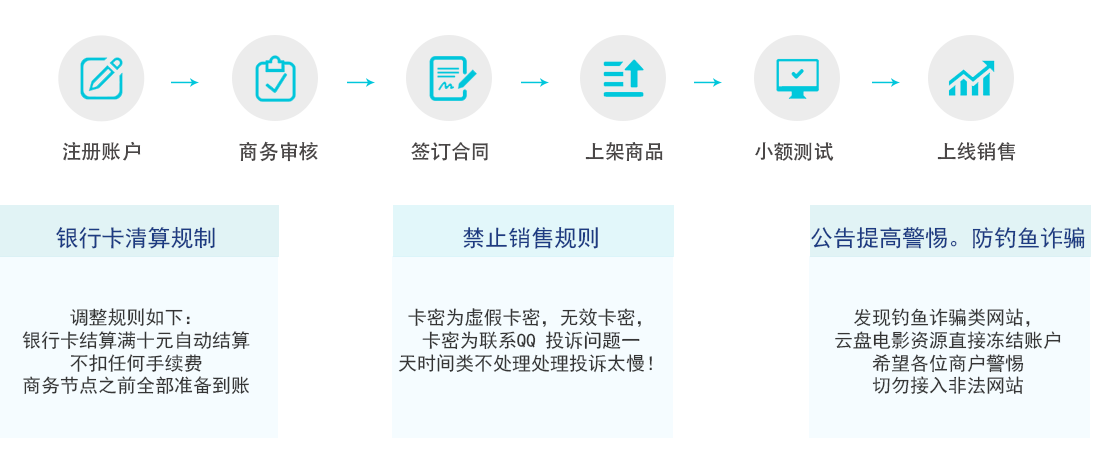 注册账户
商务审核
签订合同
上架商品
小额测试
上线销售
银行卡清算规制
调整规则如下：
银行卡结算满十元自动结算
不扣任何手续费
商务节点之前全部准备到账
禁止销售规则
卡密为虚假卡密，无效卡密，
卡密为联系QQ 投诉问题一
天时间类不处理处理投诉太慢！
公告提高警惕。防钓鱼诈骗
发现钓鱼诈骗类网站，
云盘电影资源直接冻结账户
希望各位商户警惕
切勿接入非法网站